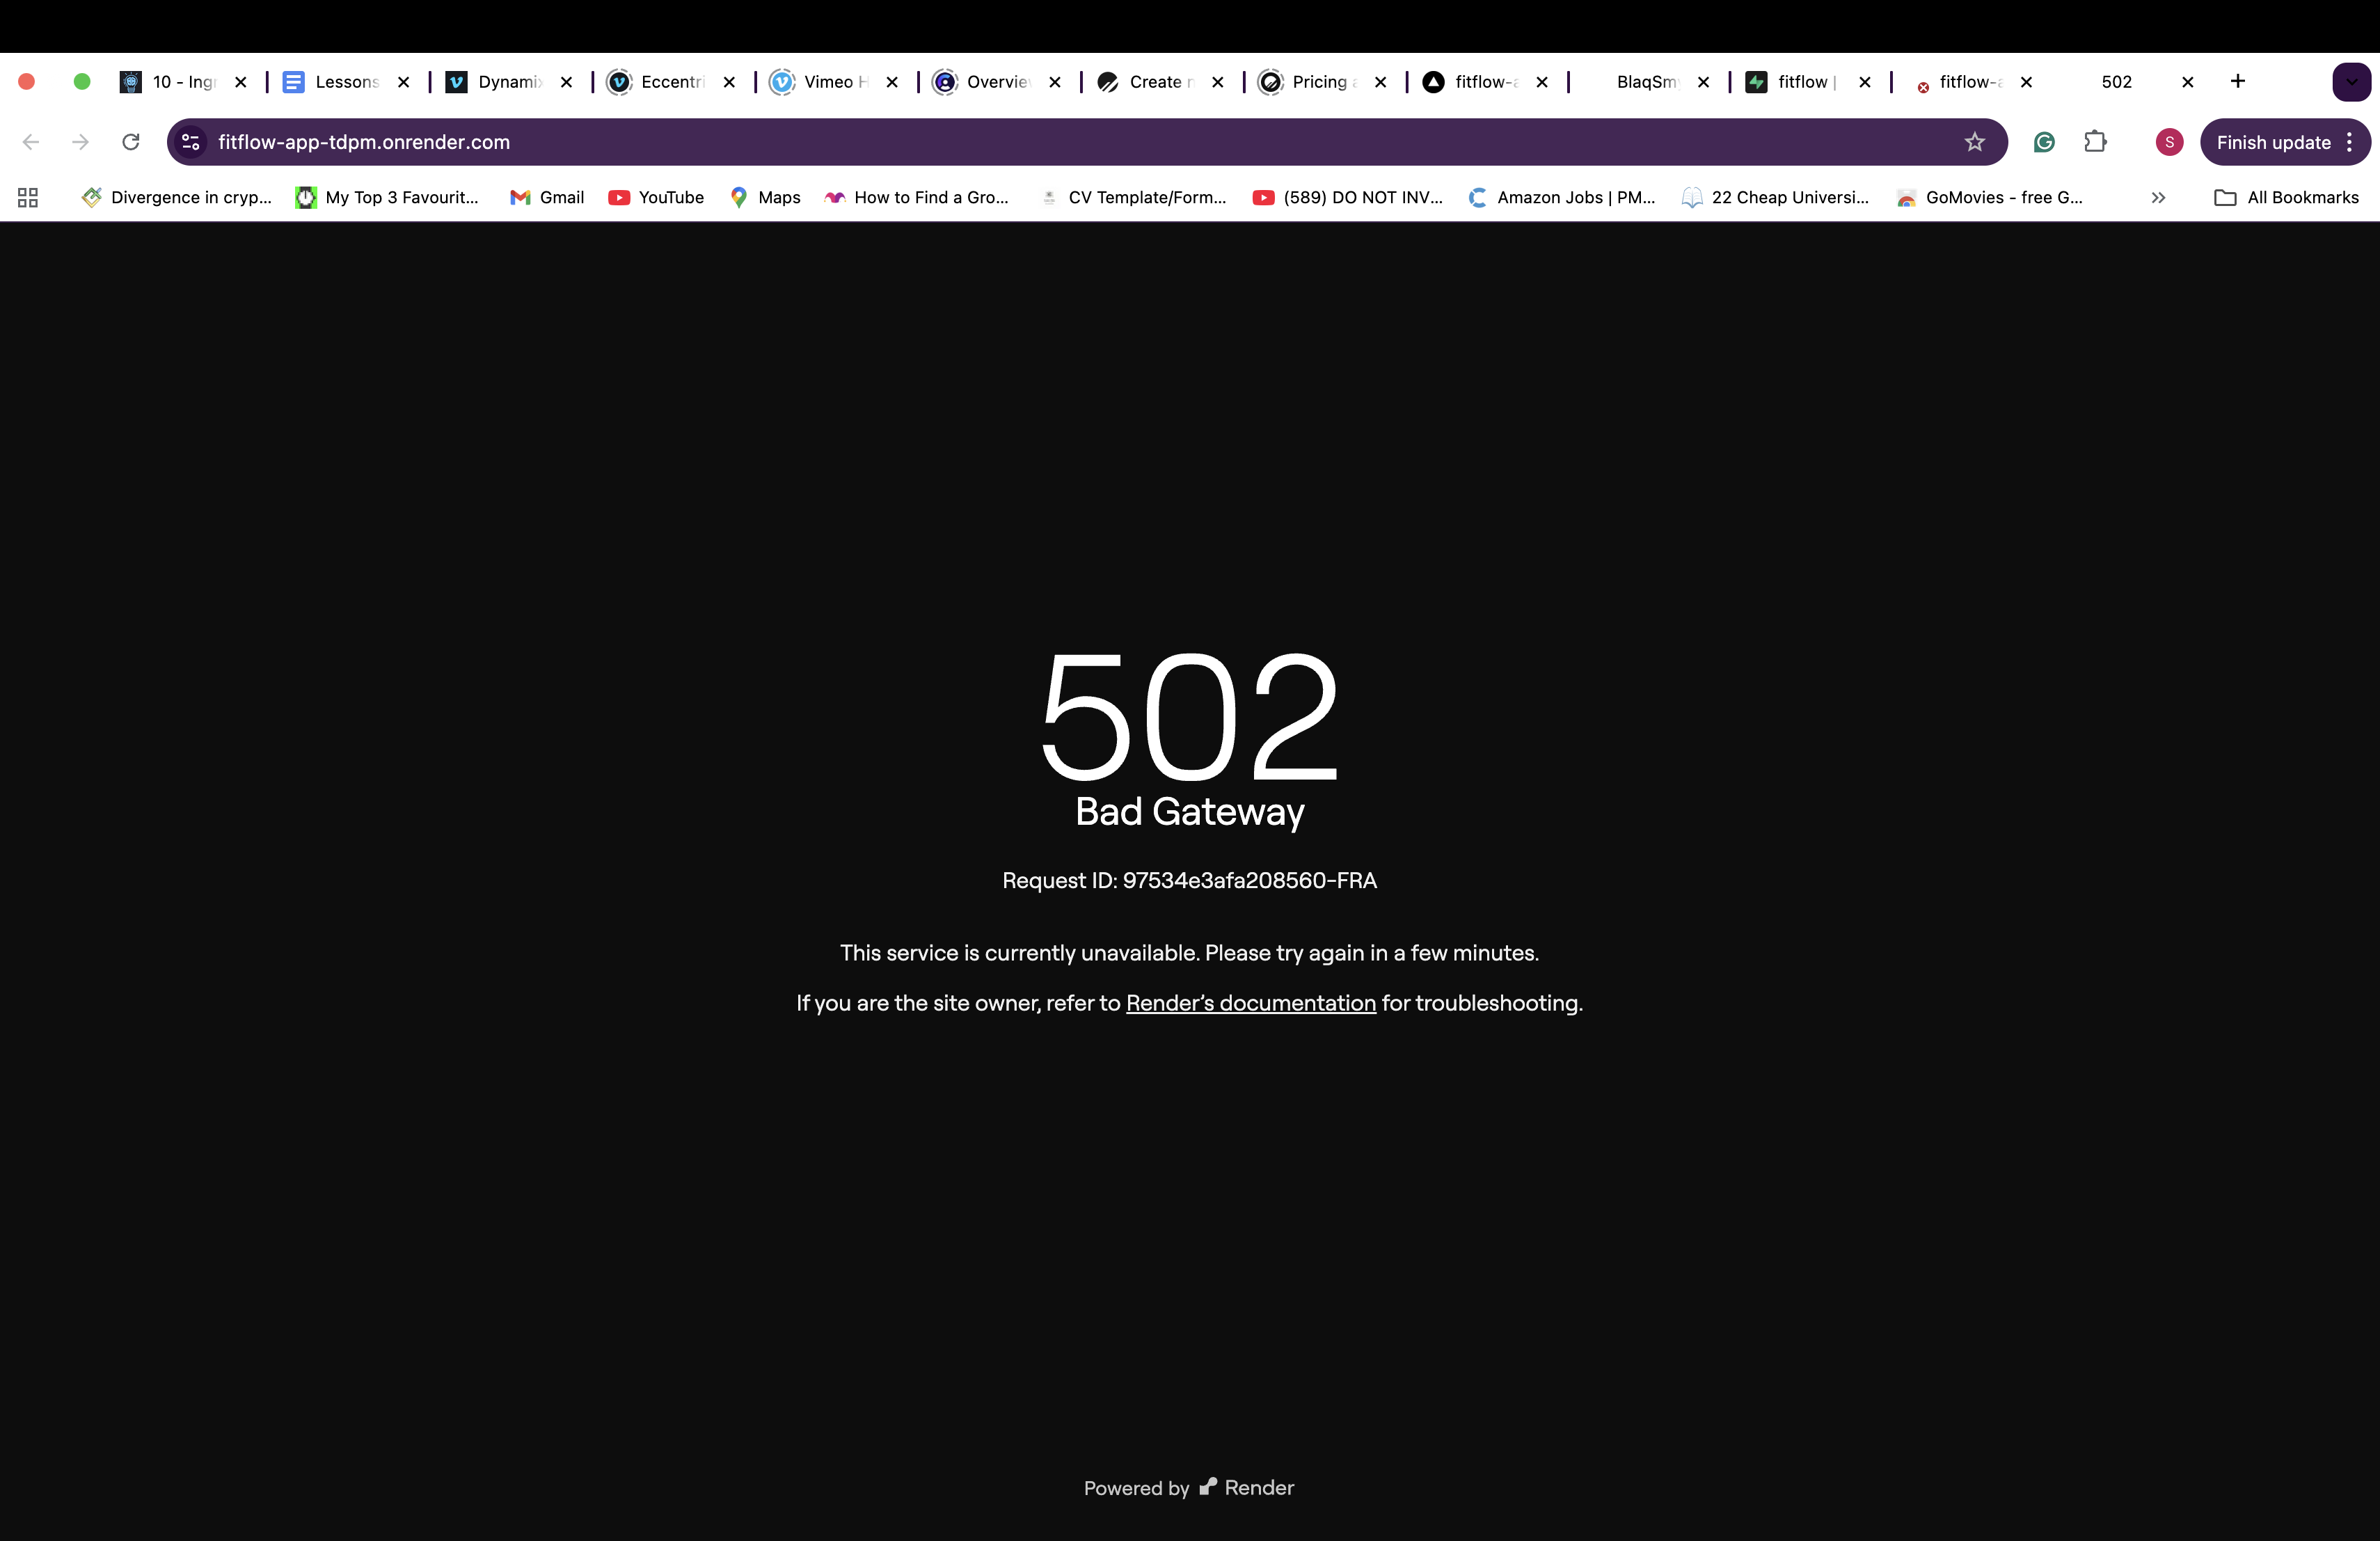 10 - Ing
Lessons
Dynami
Eccentri
Vimeo H
Overvie
Create n
Pricing a
fitflow-a
BlaqSm
fitflow |
fitflow-a
502
fitflow-app-tdpm.onrender.com
S
Finish update
Divergence in cryp...
My Top 3 Favourit...
Gmail
YouTube
Maps
How to Find a Gro...
CV Template/Form...
(589) DO NOT INV...
Amazon Jobs | PM...
22 Cheap Universi...
GoMovies - free G...
All Bookmarks
502
Bad Gateway
Request ID: 97534e3afa208560-FRA
This service is currently unavailable. Please try again in a few minutes.
If you are the site owner, refer to Render's documentation for troubleshooting.
Powered by Render